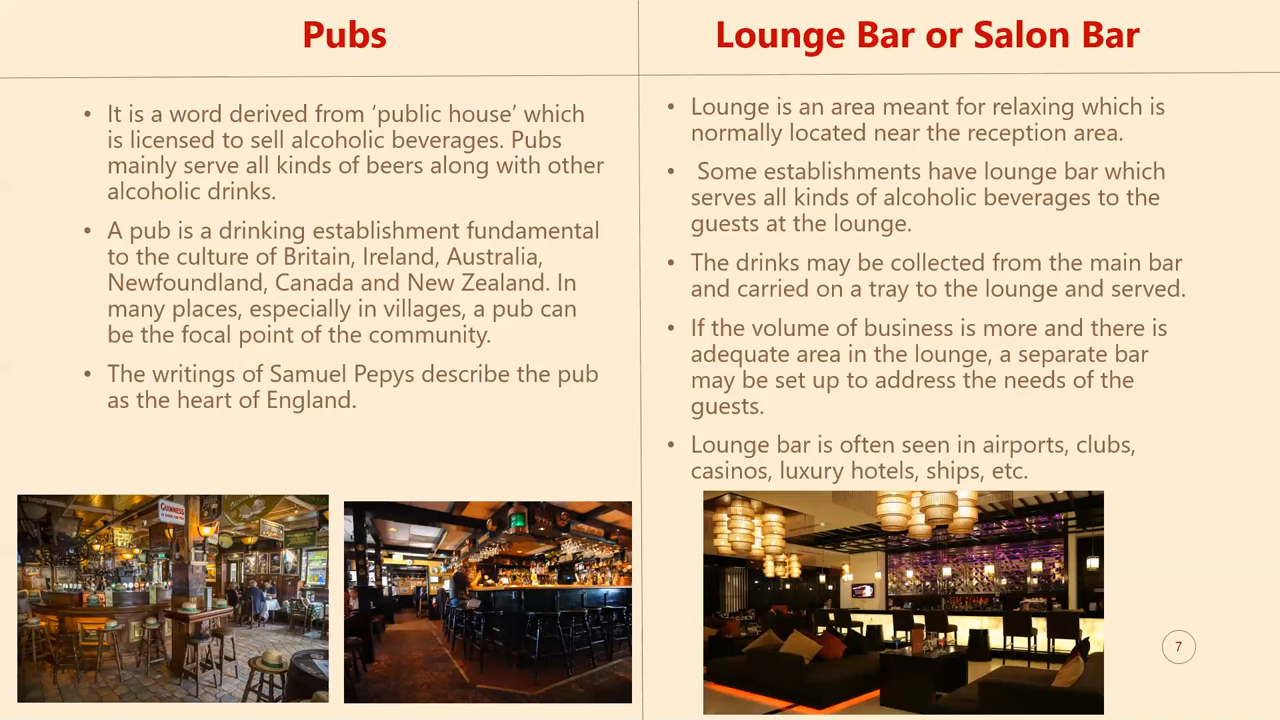 Pubs
• It is a word derived from ‘public house’ which
is licensed to sell alcoholic beverages. Pubs
mainly serve all kinds of beers along with other
alcoholic drinks.
• A pub is a drinking establishment fundamental
to the culture of Britain, Ireland, Australia,
Newfoundland, Canada and New Zealand. In
many places, especially in villages, a pub can
be the focal point of the community.
• The writings of Samuel Pepys describe the pub
as the heart of England.
Lounge Bar or Salon Bar
• Lounge is an area meant for relaxing which is
normally located near the reception area.
• Some establishments have lounge bar which
serves all kinds of alcoholic beverages to the
guests at the lounge.
• The drinks may be collected from the main bar
and carried on a tray to the lounge and served.
• If the volume of business is more and there is
adequate area in the lounge, a separate bar
may be set up to address the needs of the
guests.
• Lounge bar is often seen in airports, clubs,
casinos, luxury hotels, ships, etc.
GUINNESS
7